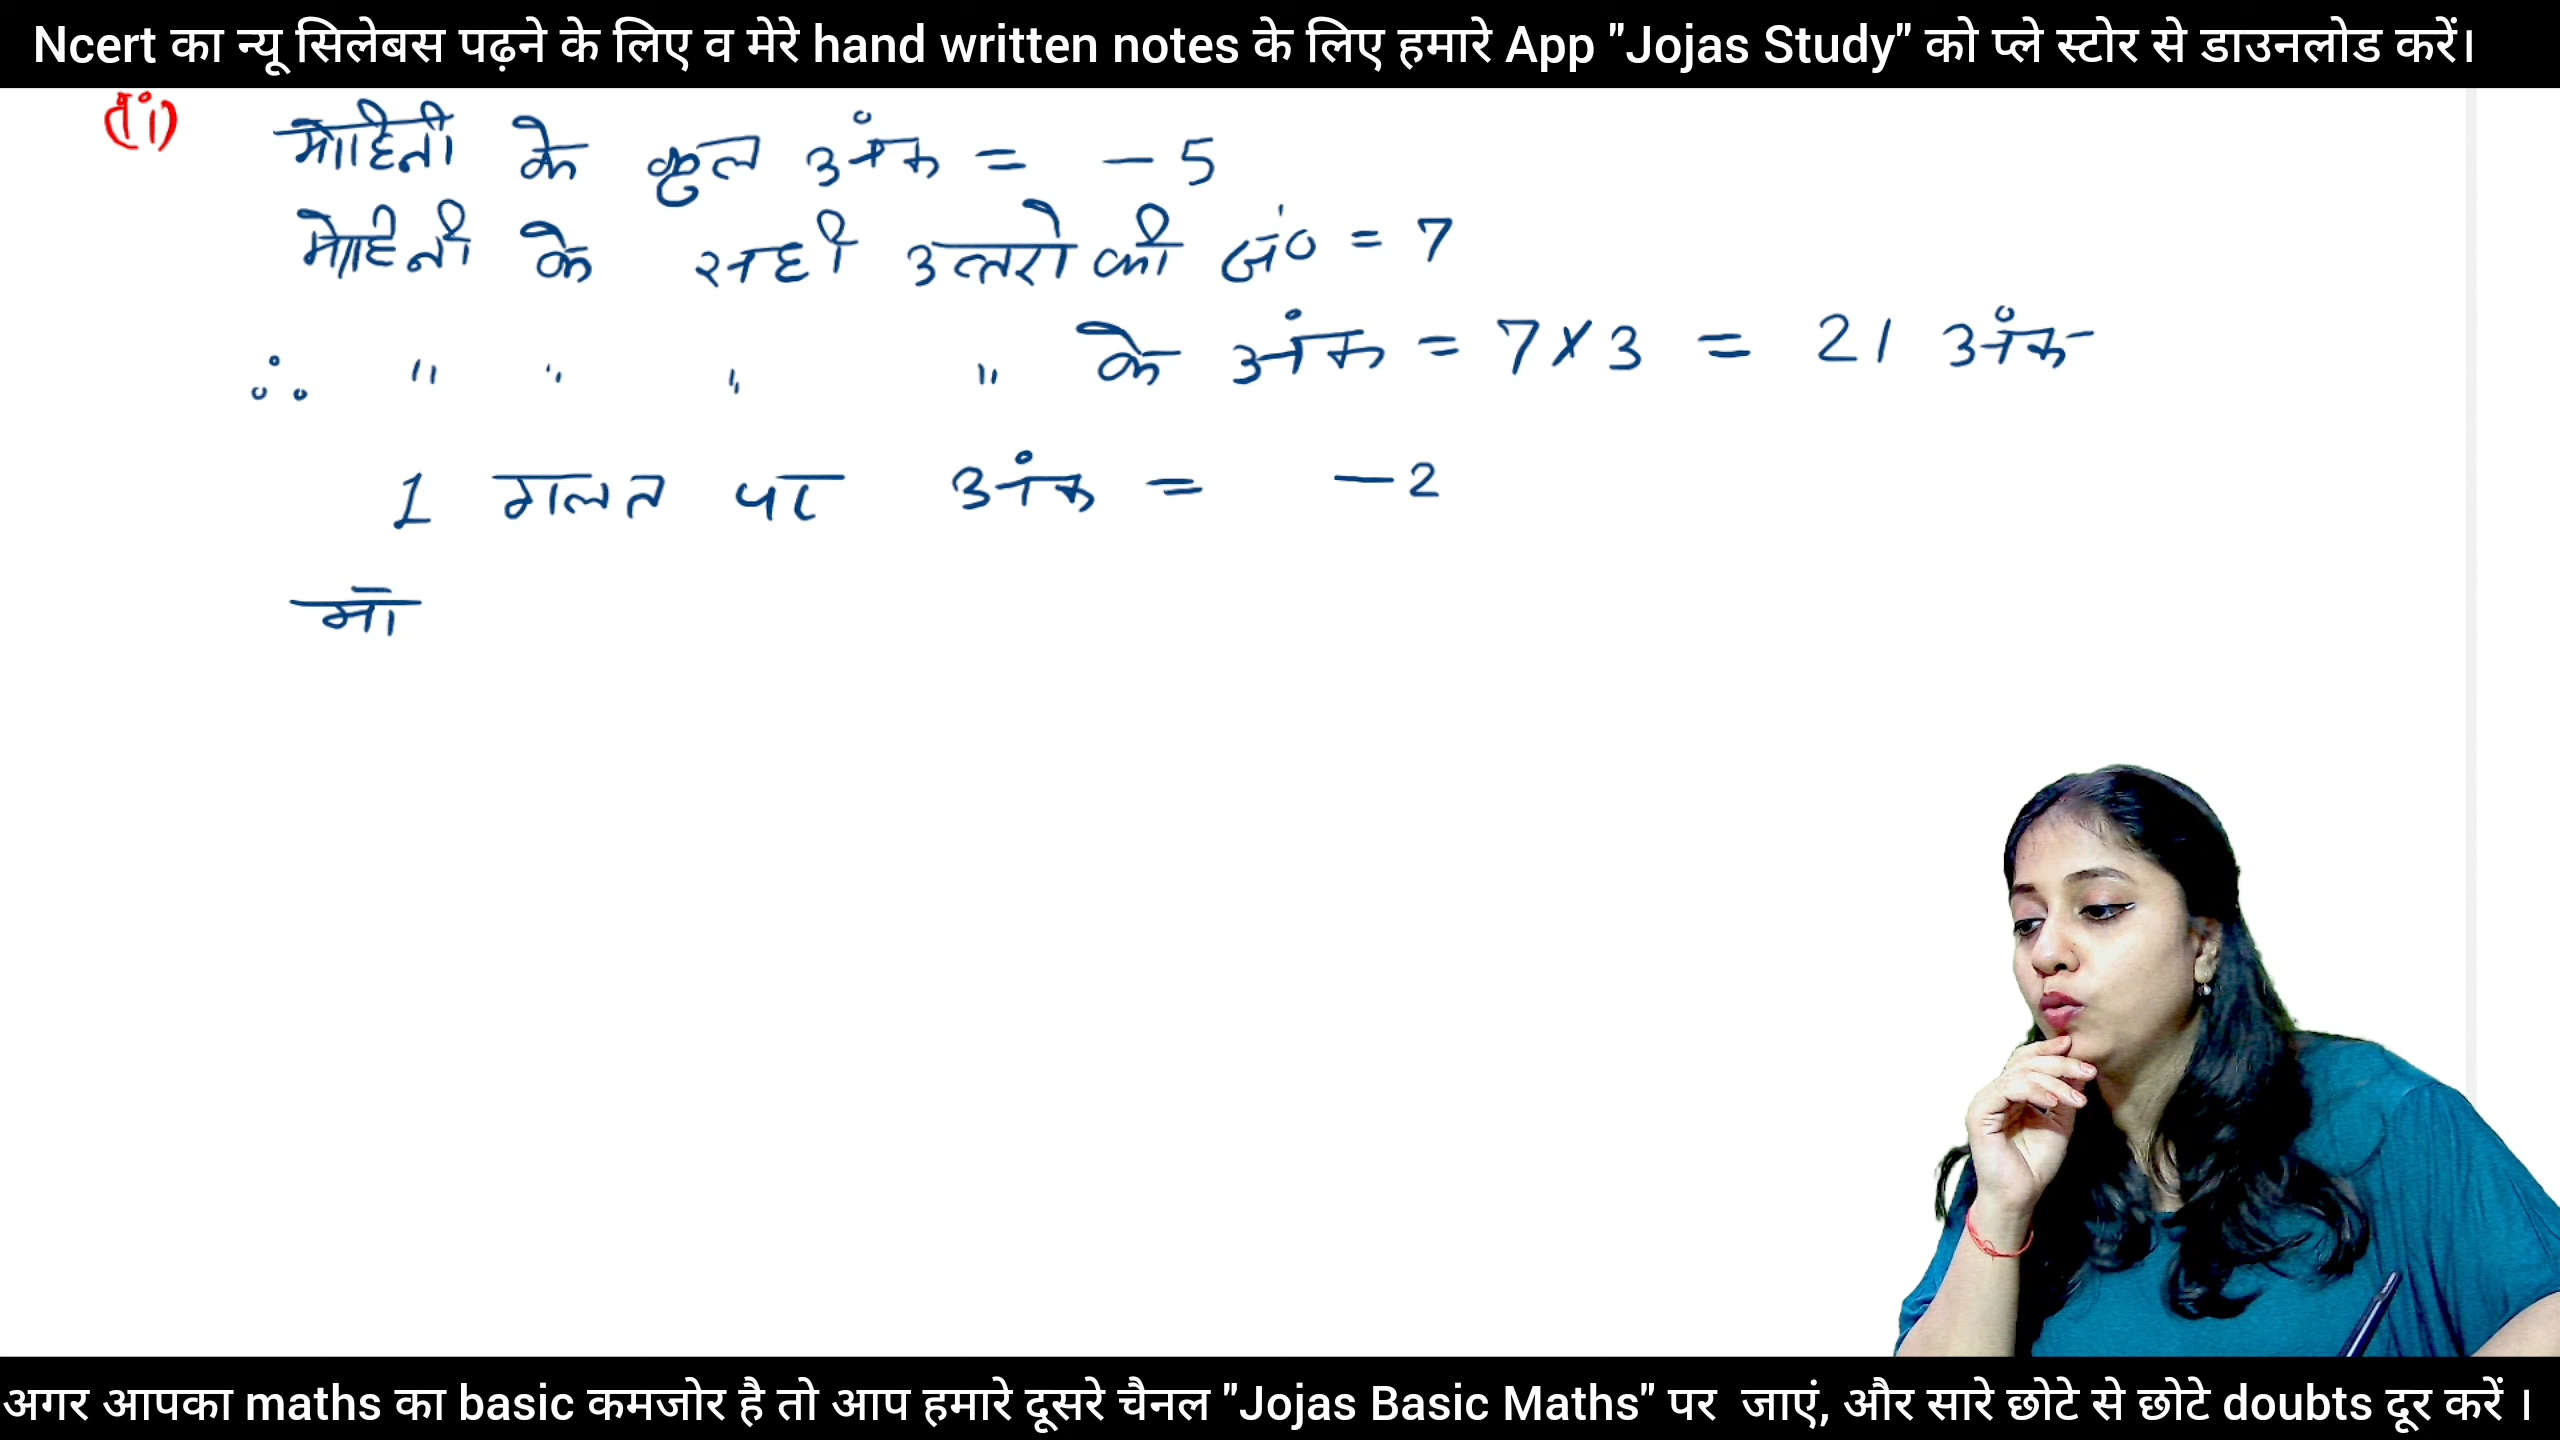 Ncert का न्यू सिलेबस पढ़ने के लिए व मेरे hand written notes के लिए हमारे App "Jojas Study" को प्ले स्टोर से डाउनलोड करें।
(ii) मोहिनी के कुल अंक = - 5
मोहिनी के सही उत्तरो की सं० = 7
∴ " " " " के अंक = 7 × 3 = 21 अंक
1 गलत पर अंक = - 2
मो
अगर आपका maths का basic कमजोर है तो आप हमारे दूसरे चैनल "Jojas Basic Maths" पर जाएं, और सारे छोटे से छोटे doubts दूर करें ।